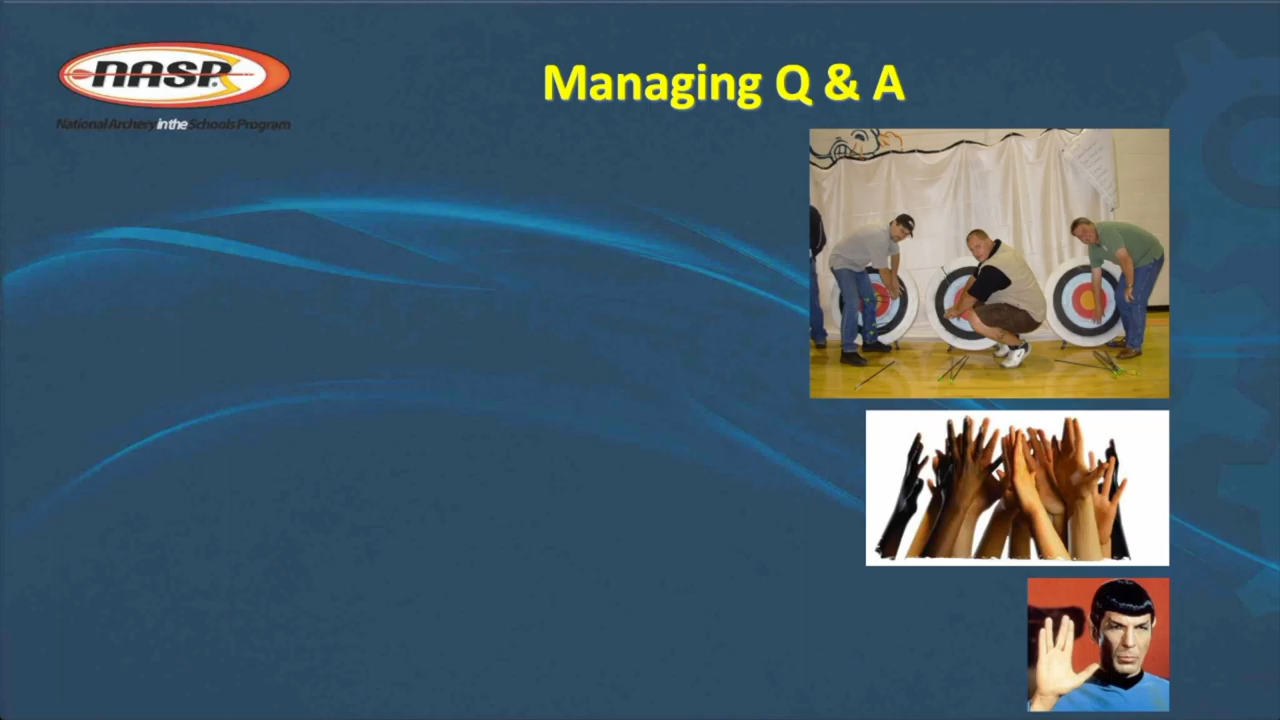 NASP.
National Archery in the Schools Program
Managing Q & A